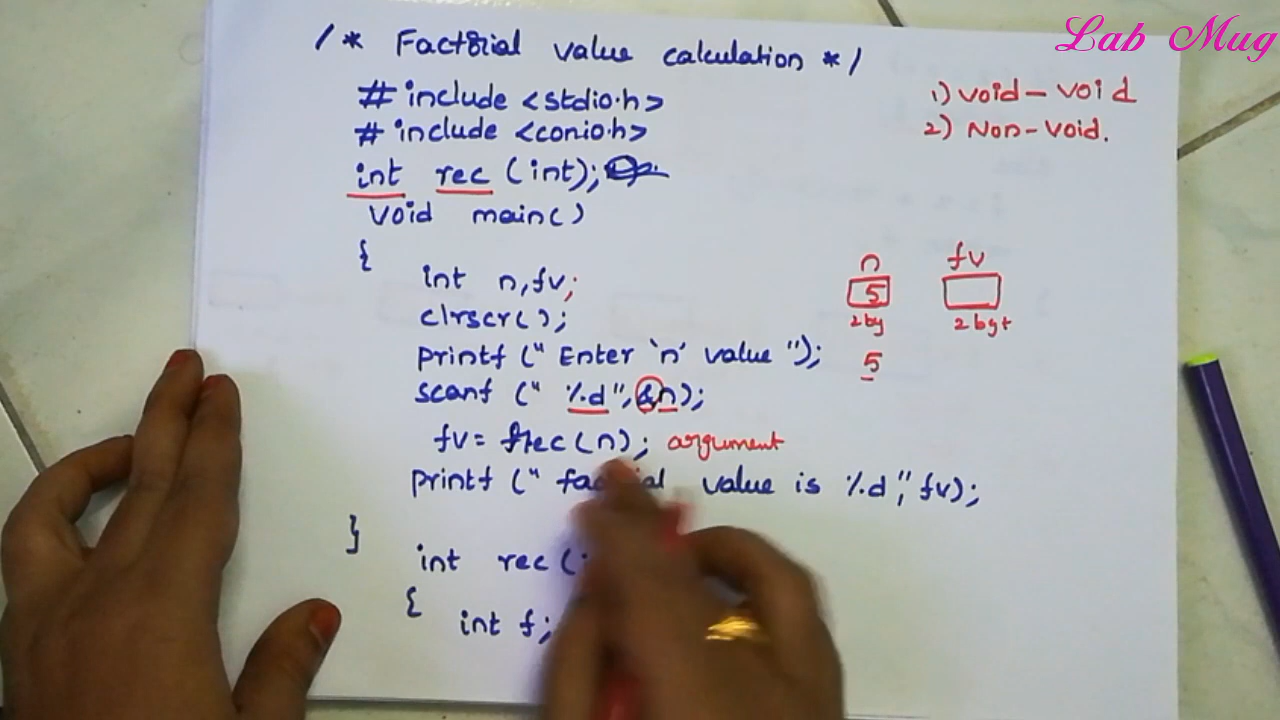 Lab Mug
/* Factorial value calculation */
# include <stdio.h>
# include <conio.h>
int rec (int);
void main()
{
int n,fv;
clrscr();
printf (" Enter 'n' value ");
scanf (" %d", &n);
fv = rec (n); argument
printf (" factorial value is %d", fv);
}
int rec (
{
int f;
1) void - void
2) Non - void.
n fv
5
2by 2byt
5